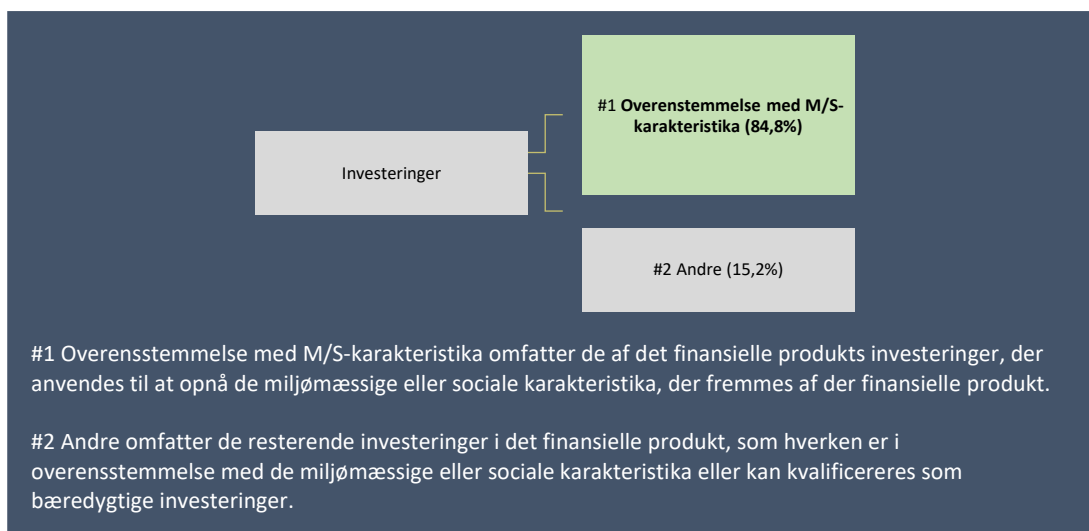 #1 Overenstemmelse med M/S-
karakteristika (84,8%)
Investeringer
#2 Andre (15,2%)
#1 Overensstemmelse med M/S-karakteristika omfatter de af det finansielle produkts investeringer, der
anvendes til at opnå de miljømæssige eller sociale karakteristika, der fremmes af der finansielle produkt.
#2 Andre omfatter de resterende investeringer i det finansielle produkt, som hverken er i
overensstemmelse med de miljømæssige eller sociale karakteristika eller kan kvalificereres som
bæredygtige investeringer.